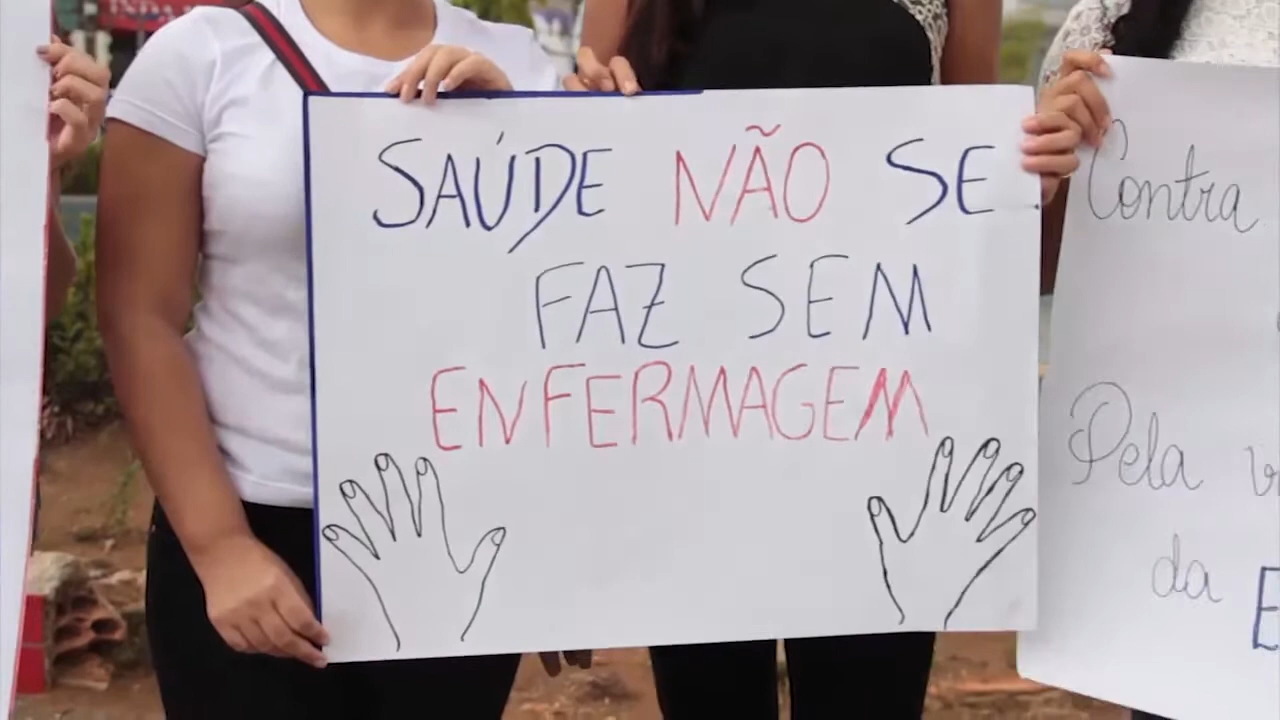 SAÚDE NÃO SE
FAZ SEM
ENFERMAGEM
Contra
Pela
da